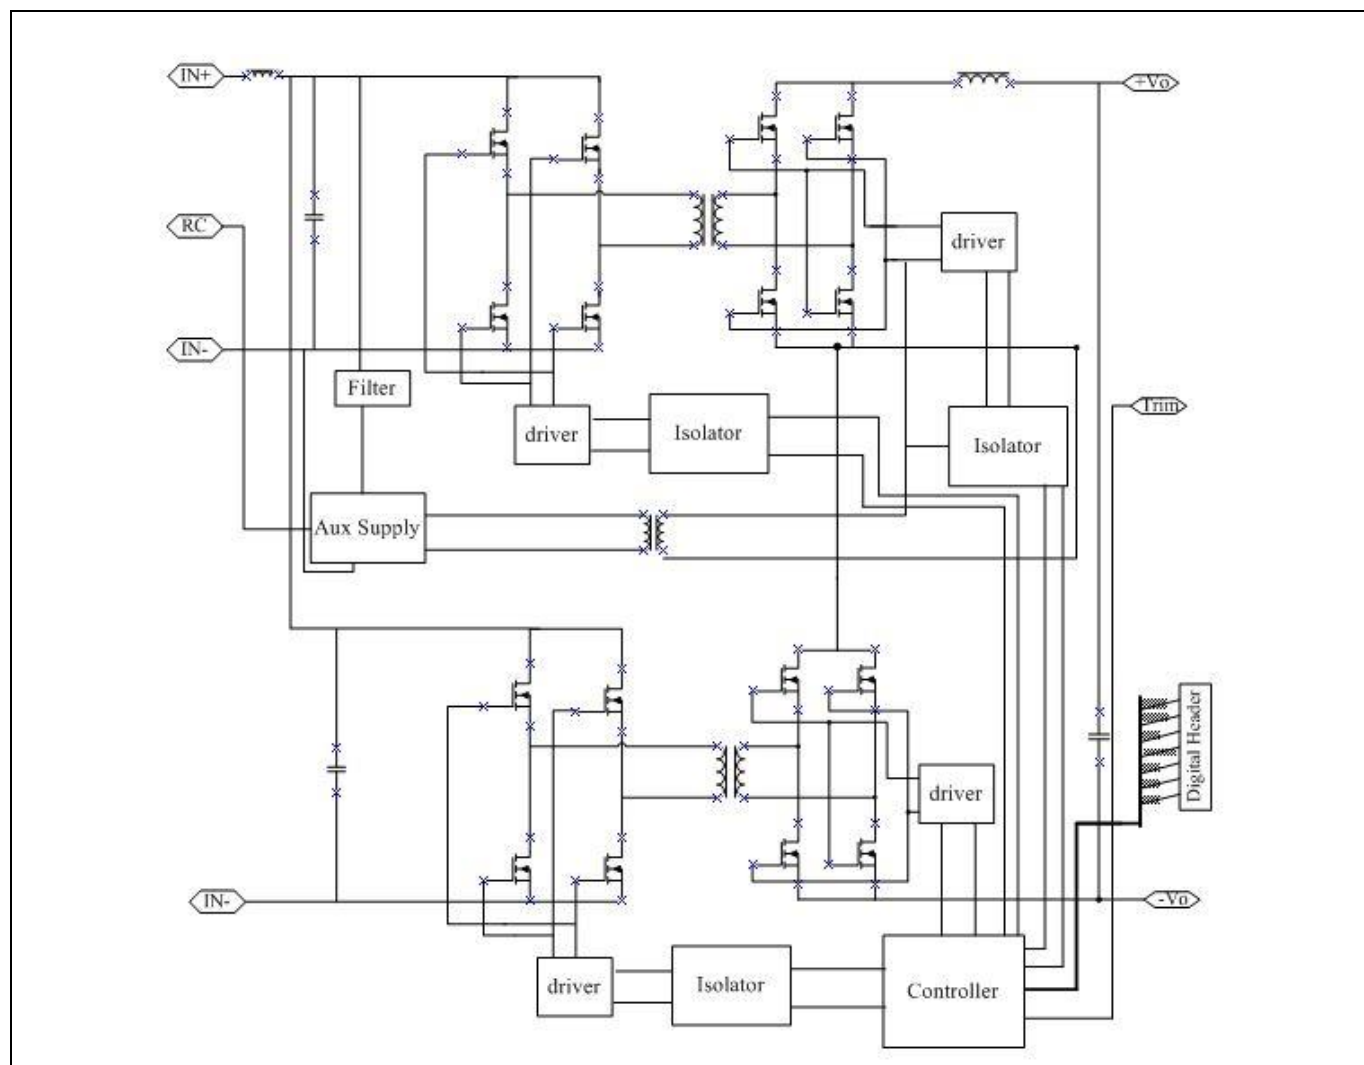 IN+
+Vo
RC
driver
IN-
Filter
Trim
driver
Isolator
Isolator
Aux Supply
Digital Header
driver
IN-
-Vo
driver
Isolator
Controller